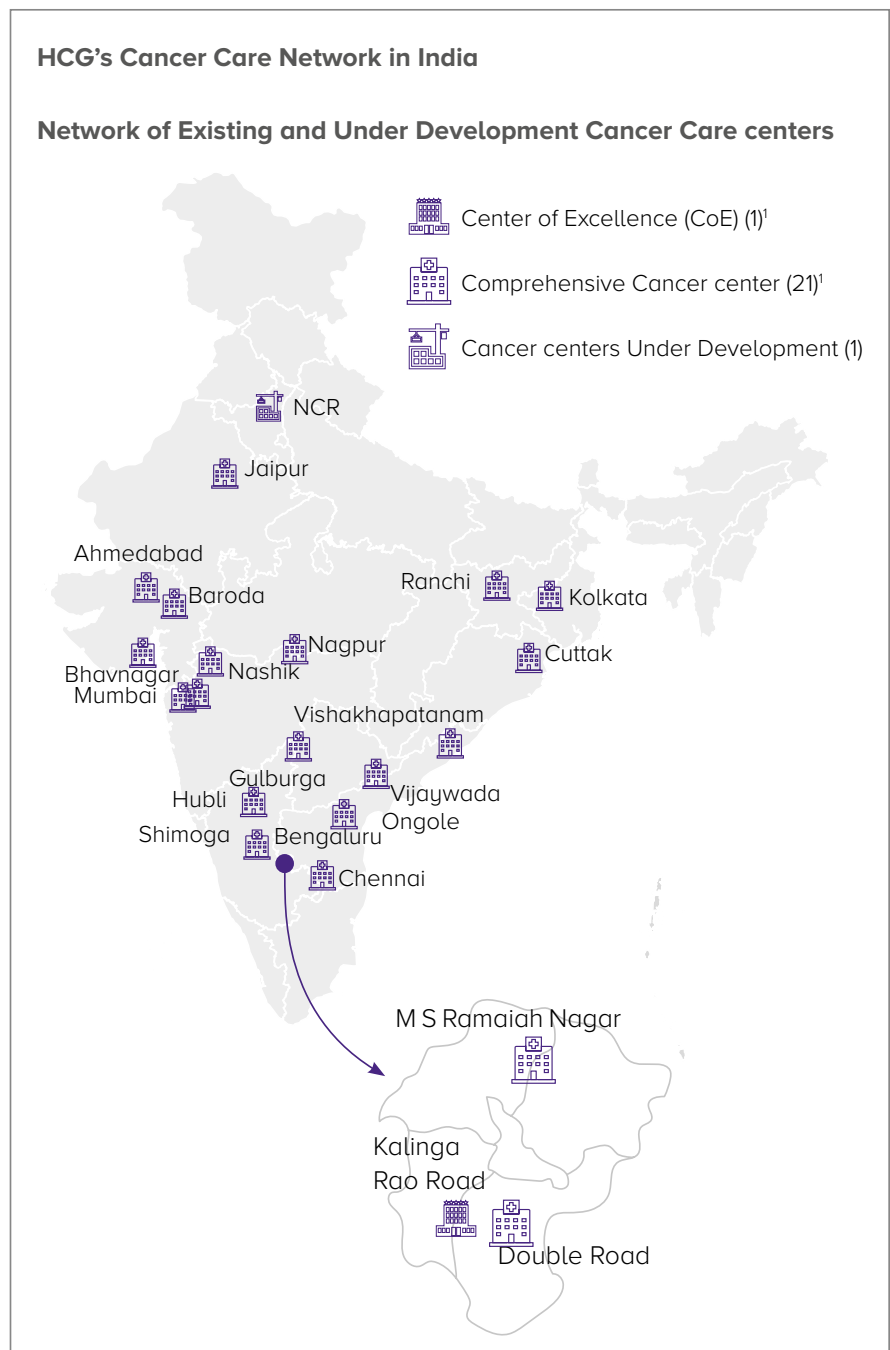 HCG's Cancer Care Network in India
Network of Existing and Under Development Cancer Care centers
Center of Excellence (CoE) (1)¹
Comprehensive Cancer center (21)¹
Cancer centers Under Development (1)
NCR
Jaipur
Ahmedabad
Baroda
Ranchi
Kolkata
Nagpur
Cuttak
Bhavnagar
Nashik
Mumbai
Vishakhapatanam
Gulburga
Hubli
Vijaywada
Ongole
Shimoga
Bengaluru
Chennai
M S Ramaiah Nagar
Kalinga
Rao Road
Double Road